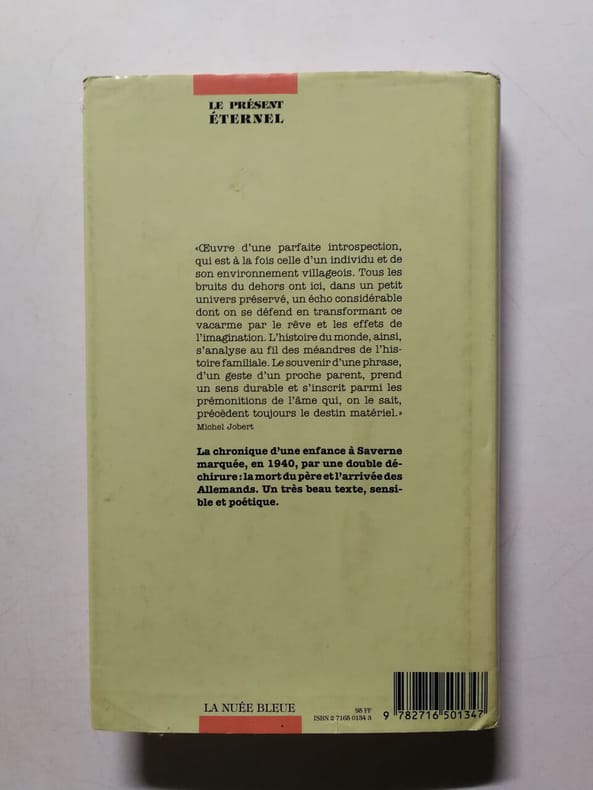 LE PRÉSENT
ÉTERNEL
«Œuvre d'une parfaite introspection,
qui est à la fois celle d'un individu et de
son environnement villageois. Tous les
bruits du dehors ont ici, dans un petit
univers préservé, un écho considérable
dont on se défend en transformant ce
vacarme par le rêve et les effets de
l'imagination. L'histoire du monde, ainsi,
s'analyse au fil des méandres de l'his-
toire familiale. Le souvenir d'une phrase,
d'un geste d'un proche parent, prend
un sens durable et s'inscrit parmi les
prémonitions de l'âme qui, on le sait,
précèdent toujours le destin matériel.»
Michel Jobert
La chronique d'une enfance à Saverne
marquée, en 1940, par une double dé-
chirure : la mort du père et l'arrivée des
Allemands. Un très beau texte, sensi-
ble et poétique.
LA NUÉE BLEUE
95 FF
ISBN 2 7165 0134 3
9 782716 501347